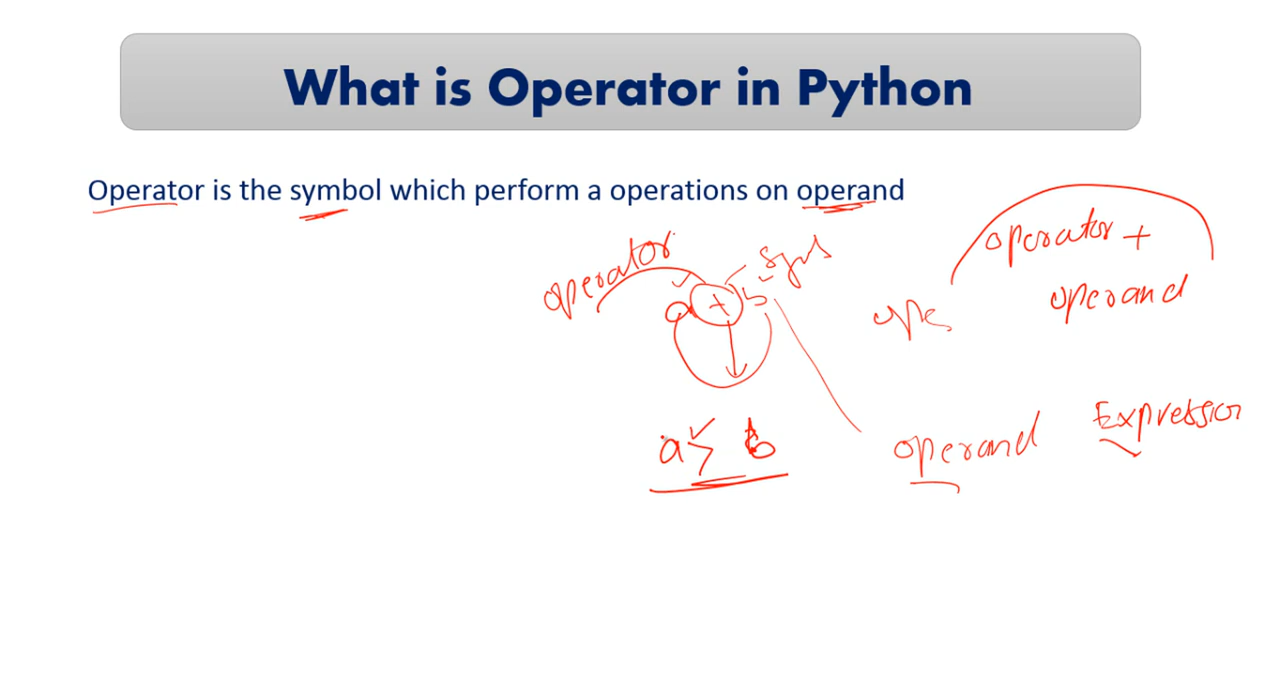 What is Operator in Python
Operator is the symbol which perform a operations on operand
operator +
operator
a + b
operand
a > b
operand
Expression